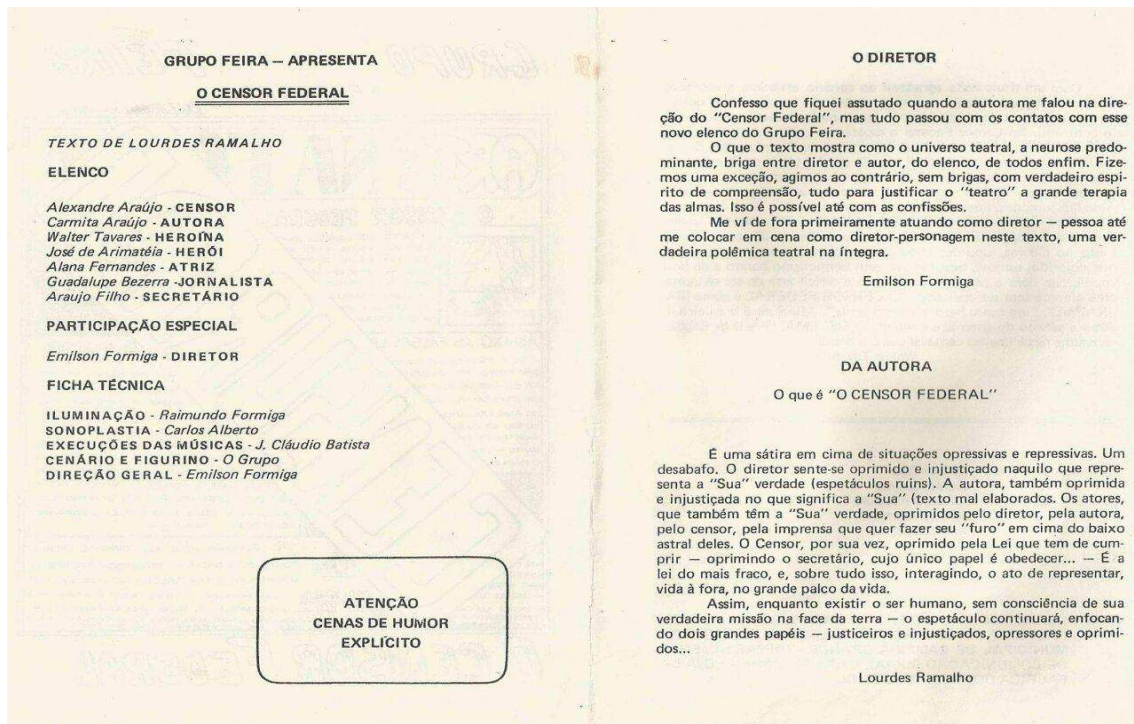 GRUPO FEIRA — APRESENTA
O CENSOR FEDERAL
TEXTO DE LOURDES RAMALHO
ELENCO
Alexandre Araújo - CENSOR
Carmita Araújo - AUTORA
Walter Tavares - HEROÍNA
José de Arimatéia - HERÓI
Alana Fernandes - ATRIZ
Guadalupe Bezerra -JORNALISTA
Araujo Filho - SECRETÁRIO
PARTICIPAÇÃO ESPECIAL
Emilson Formiga - DIRETOR
FICHA TÉCNICA
ILUMINAÇÃO - Raimundo Formiga
SONOPLASTIA - Carlos Alberto
EXECUÇÕES DAS MÚSICAS - J. Cláudio Batista
CENÁRIO E FIGURINO - O Grupo
DIREÇÃO GERAL - Emilson Formiga
ATENÇÃO
CENAS DE HUMOR
EXPLÍCITO
O DIRETOR
Confesso que fiquei assutado quando a autora me falou na dire-
ção do "Censor Federal", mas tudo passou com os contatos com esse
novo elenco do Grupo Feira.
O que o texto mostra como o universo teatral, a neurose predo-
minante, briga entre diretor e autor, do elenco, de todos enfim. Fize-
mos uma exceção, agimos ao contrário, sem brigas, com verdadeiro espi-
rito de compreensão, tudo para justificar o "teatro" a grande terapia
das almas. Isso é possível até com as confissões.
Me ví de fora primeiramente atuando como diretor — pessoa até
me colocar em cena como diretor-personagem neste texto, uma ver-
dadeira polêmica teatral na íntegra.
Emilson Formiga
DA AUTORA
O que é "O CENSOR FEDERAL"
É uma sátira em cima de situações opressivas e repressivas. Um
desabafo. O diretor sente-se oprimido e injustiçado naquilo que repre-
senta a "Sua" verdade (espetáculos ruins). A autora, também oprimida
e injustiçada no que significa a "Sua" (texto mal elaborados. Os atores,
que também têm a "Sua" verdade, oprimidos pelo diretor, pela autora,
pelo censor, pela imprensa que quer fazer seu "furo" em cima do baixo
astral deles. O Censor, por sua vez, oprimido pela Lei que tem de cum-
prir — oprimindo o secretário, cujo único papel é obedecer... — É a
lei do mais fraco, e, sobre tudo isso, interagindo, o ato de representar,
vida à fora, no grande palco da vida.
Assim, enquanto existir o ser humano, sem consciência de sua
verdadeira missão na face da terra — o espetáculo continuará, enfocan-
do dois grandes papéis — justiceiros e injustiçados, opressores e oprimi-
dos...
Lourdes Ramalho